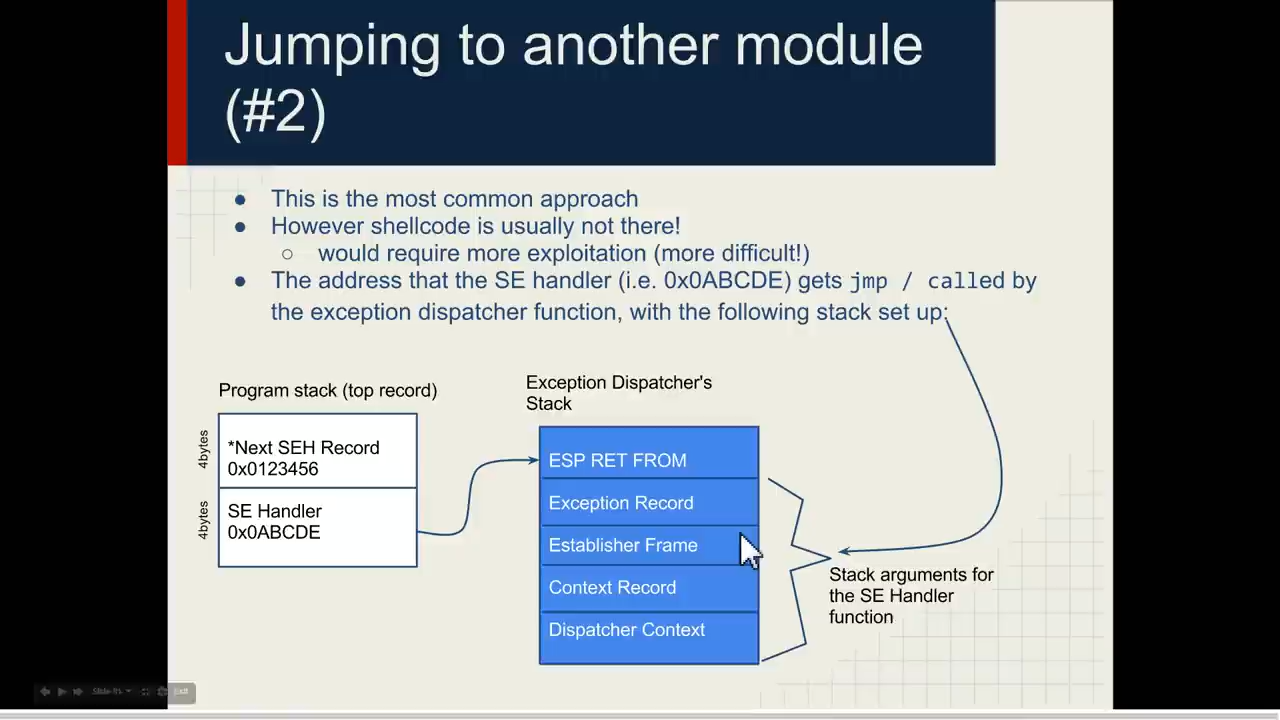 Jumping to another module
(#2)
This is the most common approach
However shellcode is usually not there!
would require more exploitation (more difficult!)
The address that the SE handler (i.e. 0x0ABCDE) gets jmp / called by
the exception dispatcher function, with the following stack set up:
Program stack (top record)
4bytes
*Next SEH Record
0x0123456
4bytes
SE Handler
0x0ABCDE
Exception Dispatcher's
Stack
ESP RET FROM
Exception Record
Establisher Frame
Context Record
Dispatcher Context
Stack arguments for
the SE Handler
function
Exit